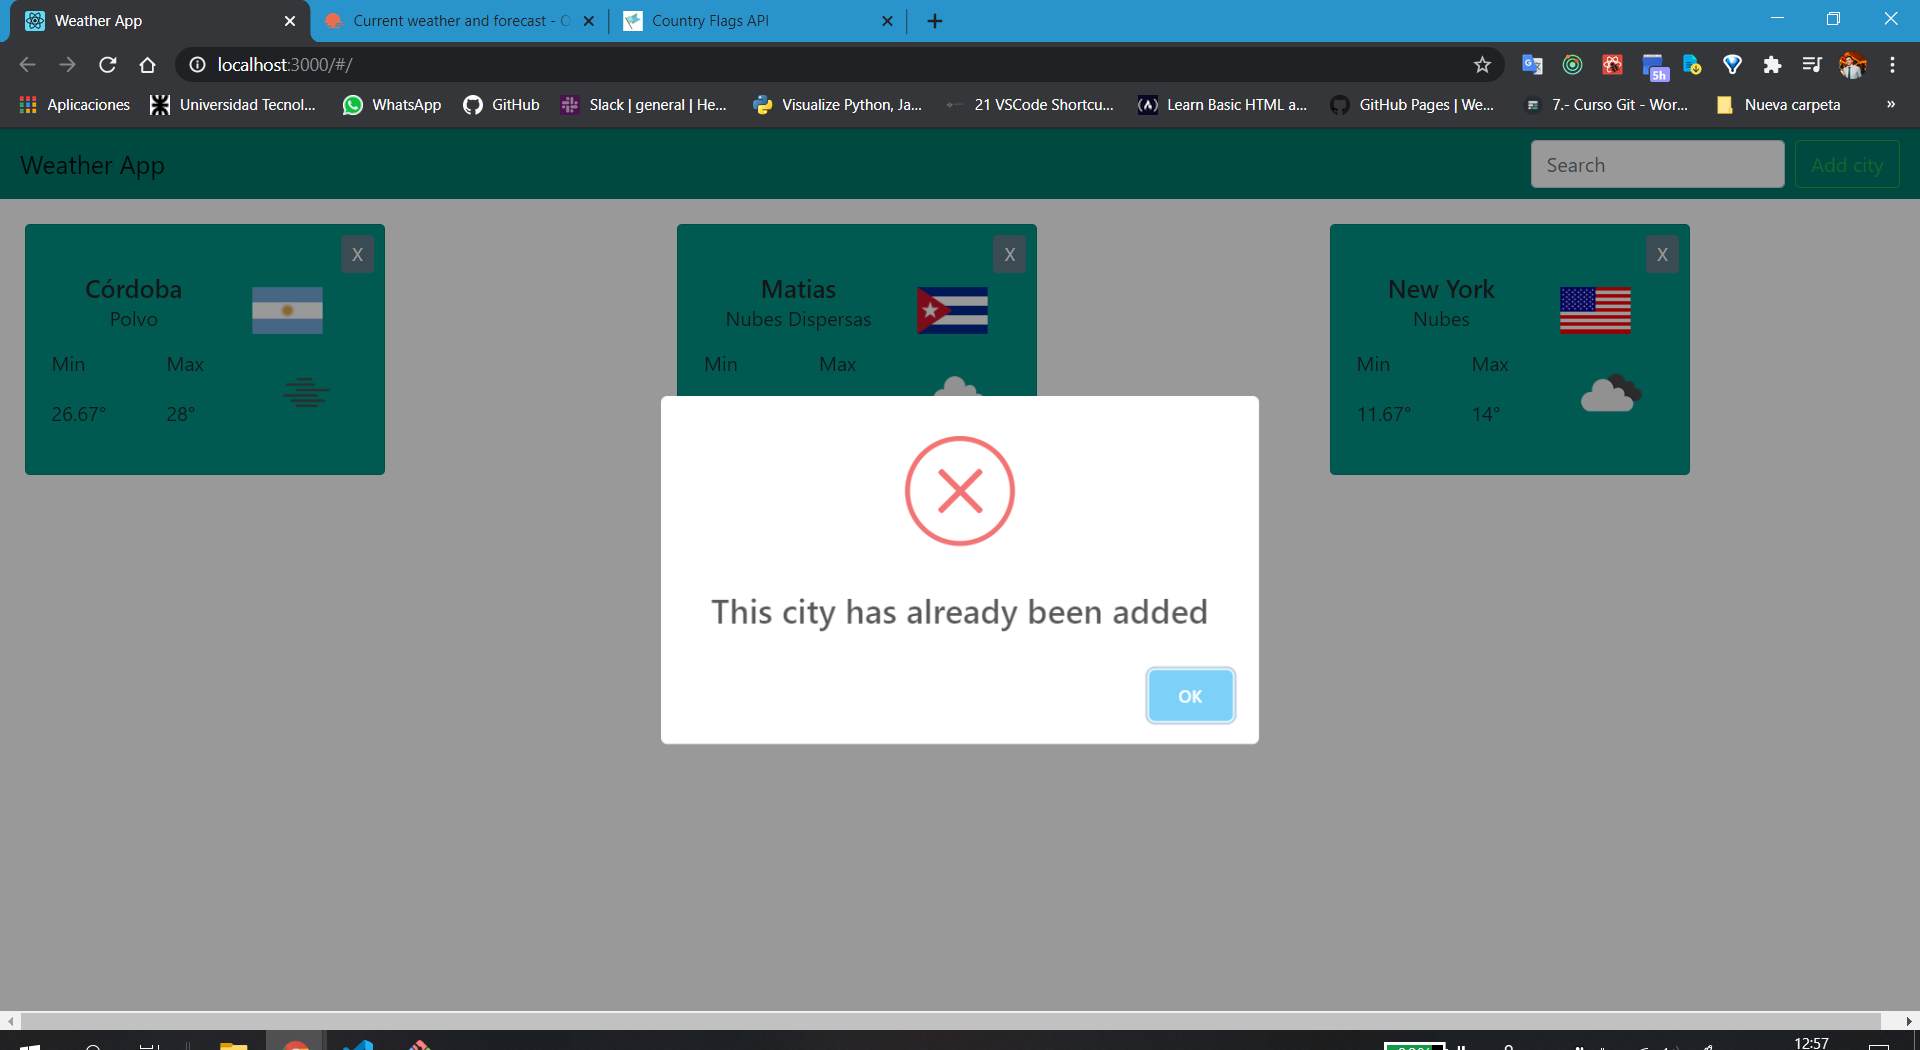 Weather App
Current weather and forecast - O
Country Flags API
localhost:3000/#/
5h
Aplicaciones
Universidad Tecnol...
WhatsApp
GitHub
Slack | general | He...
Visualize Python, Ja...
21 VSCode Shortcu...
Learn Basic HTML a...
GitHub Pages | We...
7.- Curso Git - Wor...
Nueva carpeta
»
Weather App
Search
Add city
X
Córdoba
Polvo
Min Max
26.67° 28°
X
Matias
Nubes Dispersas
Min Max
X
New York
Nubes
Min Max
11.67° 14°
This city has already been added
OK
12:57